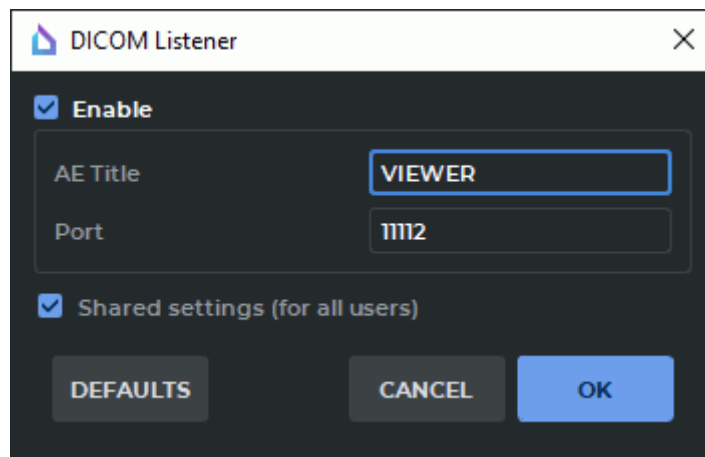 DICOM Listener
Enable
AE Title VIEWER
Port 11112
Shared settings (for all users)
DEFAULTS CANCEL OK